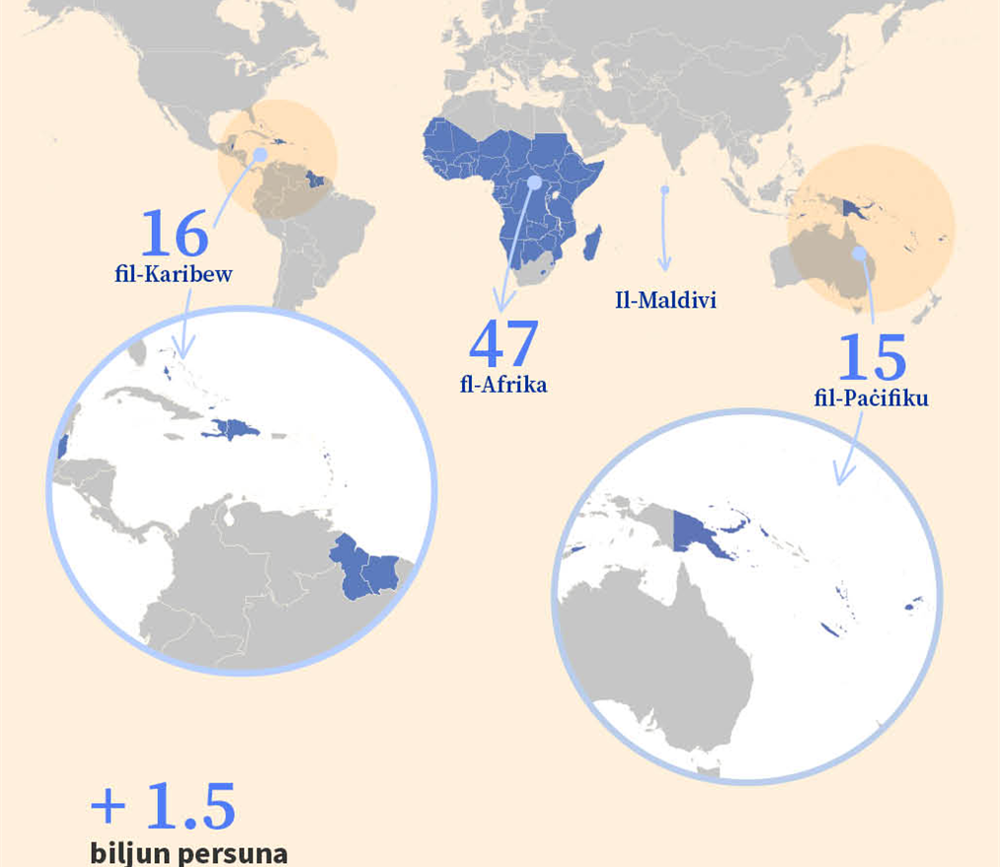 16
fil-Karibew
47
fl-Afrika
Il-Maldivi
15
fil-Paċifiku
+ 1.5
biljun persuna